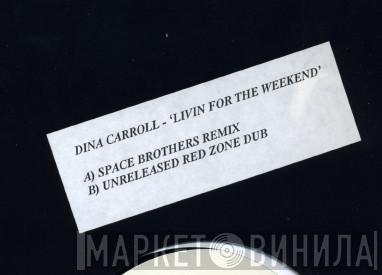 DINA CARROLL - 'LIVIN FOR THE WEEKEND'
A) SPACE BROTHERS REMIX
B) UNRELEASED RED ZONE DUB
МАРКЕТ ВИНИЛА